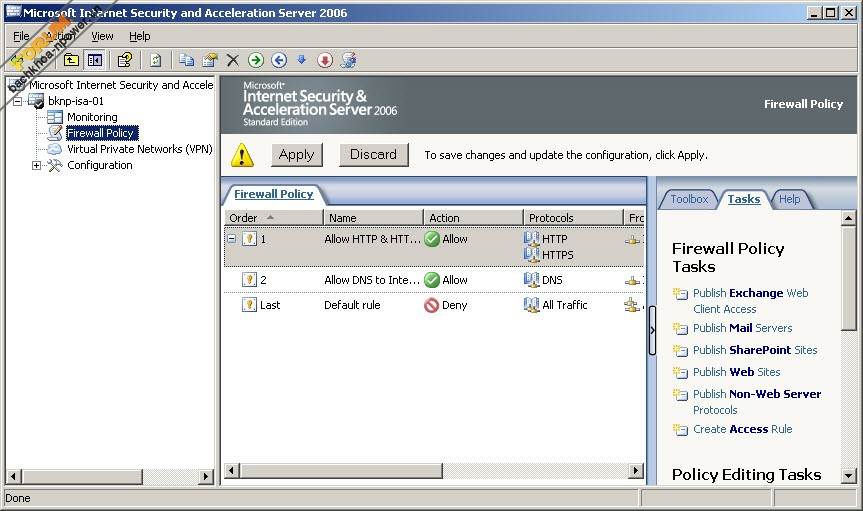 Microsoft Internet Security and Acceleration Server 2006
File Action View Help
FORUM
bachkhoa-npower.vn
Microsoft Internet Security and Accele
bknp-isa-01
Monitoring
Firewall Policy
Virtual Private Networks (VPN)
Configuration
Microsoft
Internet Security &
Acceleration Server 2006
Standard Edition
Firewall Policy
Apply Discard To save changes and update the configuration, click Apply.
Firewall Policy
Order Name Action Protocols Fro
1 Allow HTTP & HTT... Allow HTTP
HTTPS
2 Allow DNS to Inte... Allow DNS
Last Default rule Deny All Traffic
Toolbox Tasks Help
Firewall Policy
Tasks
Publish Exchange Web
Client Access
Publish Mail Servers
Publish SharePoint Sites
Publish Web Sites
Publish Non-Web Server
Protocols
Create Access Rule
Policy Editing Tasks
Done